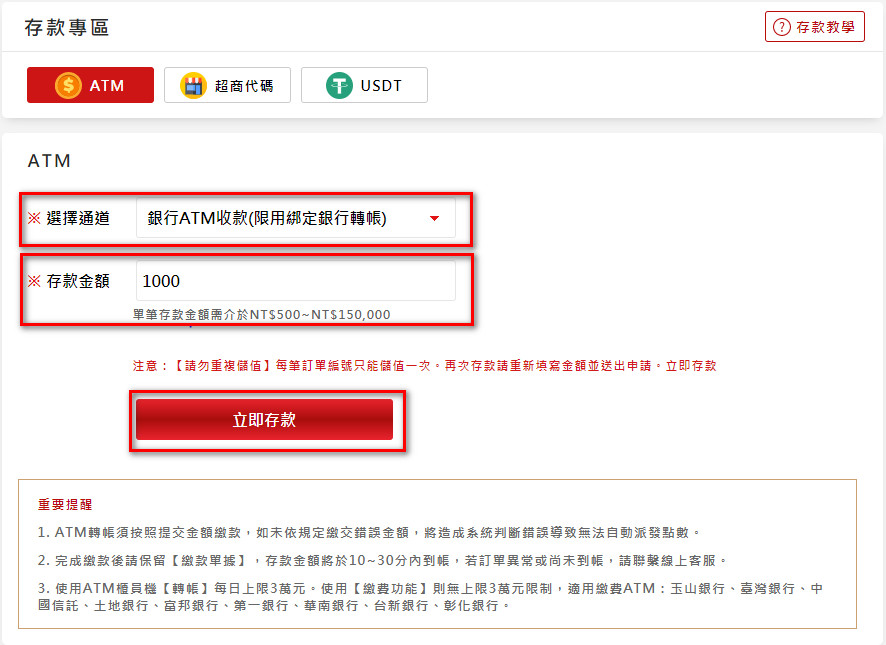 存款專區
? 存款教學
$ ATM
超商代碼
USDT
ATM
※ 選擇通道 銀行ATM收款(限用綁定銀行轉帳)
※ 存款金額 1000
單筆存款金額需介於NT$500~NT$150,000
注意：【請勿重複儲值】每筆訂單編號只能儲值一次。再次存款請重新填寫金額並送出申請。立即存款
立即存款
重要提醒
1. ATM轉帳須按照提交金額繳款，如未依規定繳交錯誤金額，將造成系統判斷錯誤導致無法自動派發點數。
2. 完成繳款後請保留【繳款單據】，存款金額將於10~30分內到帳，若訂單異常或尚未到帳，請聯繫線上客服。
3. 使用ATM櫃員機【轉帳】每日上限3萬元。使用【繳費功能】則無上限3萬元限制，適用繳費ATM：玉山銀行、臺灣銀行、中
國信託、土地銀行、富邦銀行、第一銀行、華南銀行、台新銀行、彰化銀行。